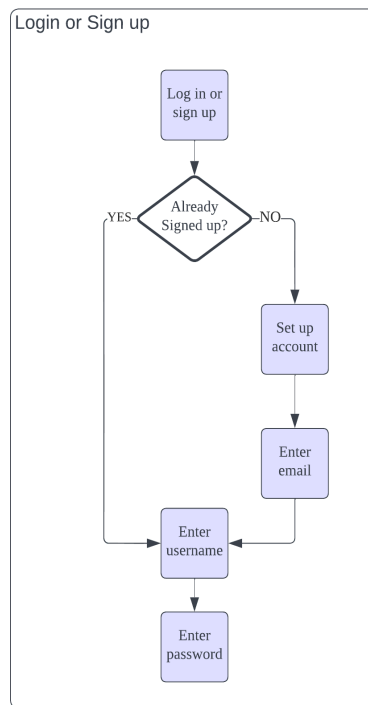 Login or Sign up
Log in or
sign up
Already
Signed up?
YES
NO
Set up
account
Enter
email
Enter
username
Enter
password